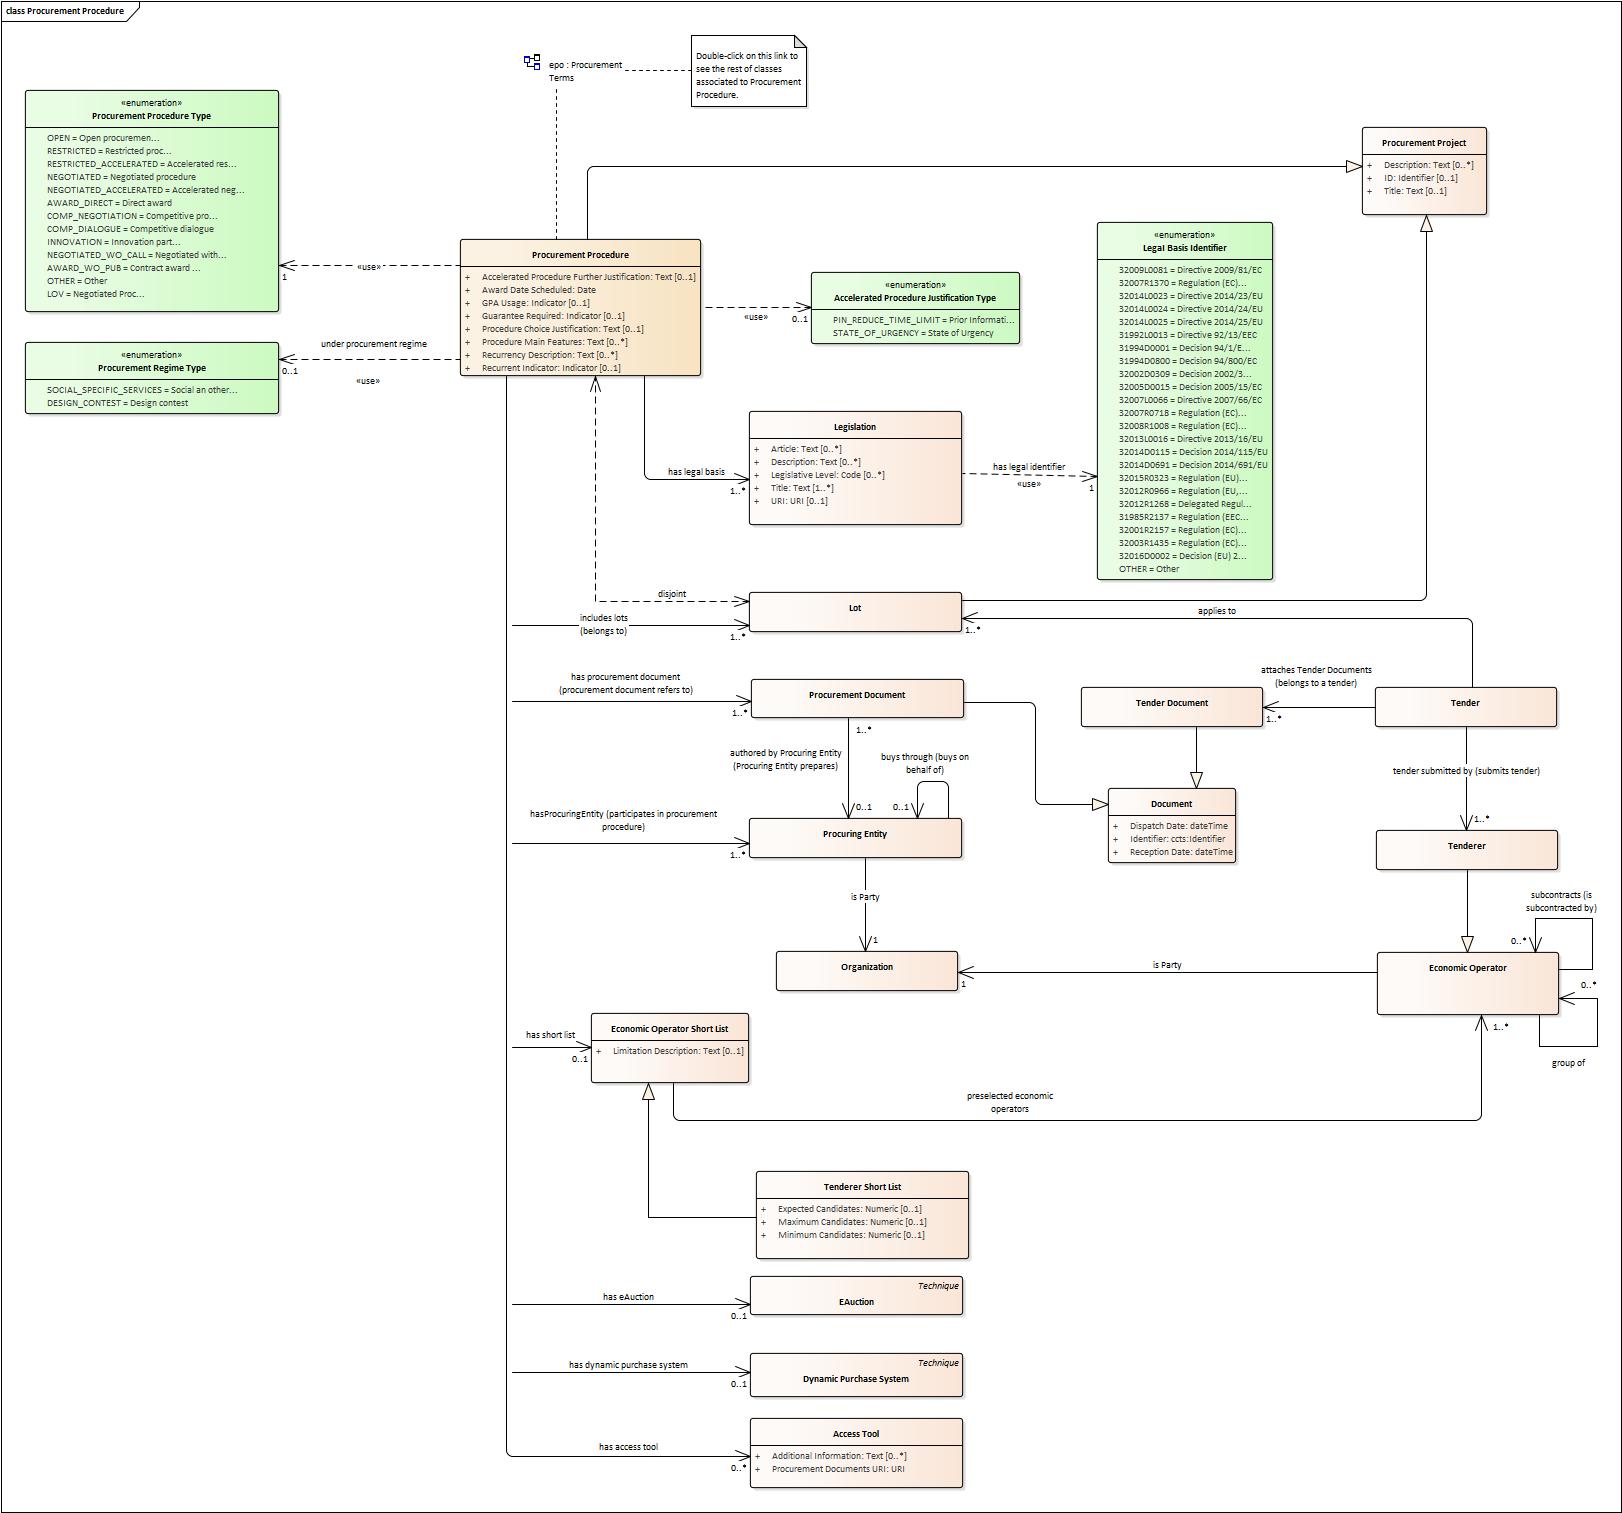 class Procurement Procedure
epo : Procurement
Terms
Double-click on this link to
see the rest of classes
associated to Procurement
Procedure.
«enumeration»
Procurement Procedure Type
OPEN = Open procuremen...
RESTRICTED = Restricted proc...
RESTRICTED_ACCELERATED = Accelerated res...
NEGOTIATED = Negotiated procedure
NEGOTIATED_ACCELERATED = Accelerated neg...
AWARD_DIRECT = Direct award
COMP_NEGOTIATION = Competitive pro...
COMP_DIALOGUE = Competitive dialogue
INNOVATION = Innovation part...
NEGOTIATED_WO_CALL = Negotiated with...
AWARD_WO_PUB = Contract award ...
OTHER = Other
LOV = Negotiated Proc...
«use»
1
«enumeration»
Procurement Regime Type
SOCIAL_SPECIFIC_SERVICES = Social an other...
DESIGN_CONTEST = Design contest
under procurement regime
0..1
«use»
Procurement Procedure
+ Accelerated Procedure Further Justification: Text [0..1]
+ Award Date Scheduled: Date
+ GPA Usage: Indicator [0..1]
+ Guarantee Required: Indicator [0..1]
+ Procedure Choice Justification: Text [0..1]
+ Procedure Main Features: Text [0..*]
+ Recurrency Description: Text [0..*]
+ Recurrent Indicator: Indicator [0..1]
«use»
0..1
«enumeration»
Accelerated Procedure Justification Type
PIN_REDUCE_TIME_LIMIT = Prior Informati...
STATE_OF_URGENCY = State of Urgency
Procurement Project
+ Description: Text [0..*]
+ ID: Identifier [0..1]
+ Title: Text [0..1]
«enumeration»
Legal Basis Identifier
32009L0081 = Directive 2009/81/EC
32007R1370 = Regulation (EC)...
32014L0023 = Directive 2014/23/EU
32014L0024 = Directive 2014/24/EU
32014L0025 = Directive 2014/25/EU
31992L0013 = Directive 92/13/EEC
31994D0001 = Decision 94/1/E...
31994D0800 = Decision 94/800/EC
32002D0309 = Decision 2002/3...
32005D0015 = Decision 2005/15/EC
32007L0066 = Directive 2007/66/EC
32007R0718 = Regulation (EC)...
32008R1008 = Regulation (EC)...
32013L0016 = Directive 2013/16/EU
32014D0115 = Decision 2014/115/EU
32014D0691 = Decision 2014/691/EU
32015R0323 = Regulation (EU)...
32012R0966 = Regulation (EU,...
32012R1268 = Delegated Regul...
31985R2137 = Regulation (EEC...
32001R2157 = Regulation (EC)...
32003R1435 = Regulation (EC)...
32016D0002 = Decision (EU) 2...
OTHER = Other
has legal basis
1..*
Legislation
+ Article: Text [0..*]
+ Description: Text [0..*]
+ Legislative Level: Code [0..*]
+ Title: Text [1..*]
+ URI: URI [0..1]
has legal identifier
«use»
1
disjoint
includes lots
(belongs to)
1..*
Lot
1..*
applies to
has procurement document
(procurement document refers to)
1..*
Procurement Document
1..*
authored by Procuring Entity
(Procuring Entity prepares)
0..1
buys through (buys on
behalf of)
0..1
Tender Document
attaches Tender Documents
(belongs to a tender)
1..*
Tender
tender submitted by (submits tender)
1..*
Document
+ Dispatch Date: dateTime
+ Identifier: ccts:Identifier
+ Reception Date: dateTime
hasProcuringEntity (participates in procurement
procedure)
1..*
Procuring Entity
Tenderer
is Party
1
Organization
1
is Party
subcontracts (is
subcontracted by)
0..*
Economic Operator
0..*
1..*
group of
has short list
0..1
Economic Operator Short List
+ Limitation Description: Text [0..1]
preselected economic
operators
Tenderer Short List
+ Expected Candidates: Numeric [0..1]
+ Maximum Candidates: Numeric [0..1]
+ Minimum Candidates: Numeric [0..1]
has eAuction
0..1
Technique
EAuction
has dynamic purchase system
0..1
Technique
Dynamic Purchase System
has access tool
0..*
Access Tool
+ Additional Information: Text [0..*]
+ Procurement Documents URI: URI